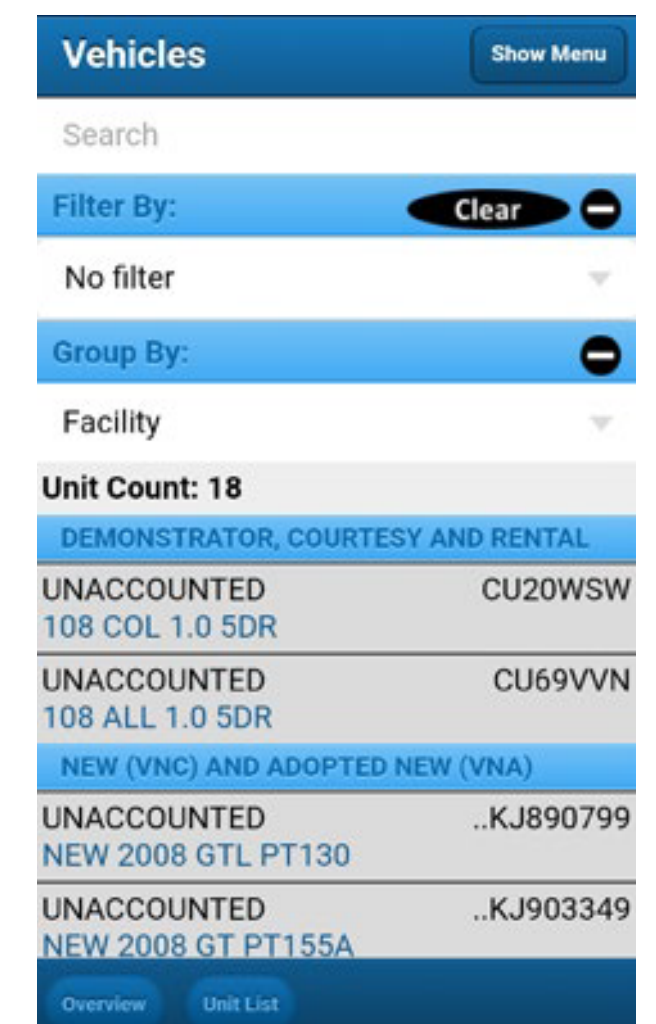 Vehicles Show Menu
Search
Filter By: Clear
No filter
Group By:
Facility
Unit Count: 18
DEMONSTRATOR, COURTESY AND RENTAL
UNACCOUNTED CU20WSW
108 COL 1.0 5DR
UNACCOUNTED CU69VVN
108 ALL 1.0 5DR
NEW (VNC) AND ADOPTED NEW (VNA)
UNACCOUNTED ..KJ890799
NEW 2008 GTL PT130
UNACCOUNTED ..KJ903349
NEW 2008 GT PT155A
Overview Unit List